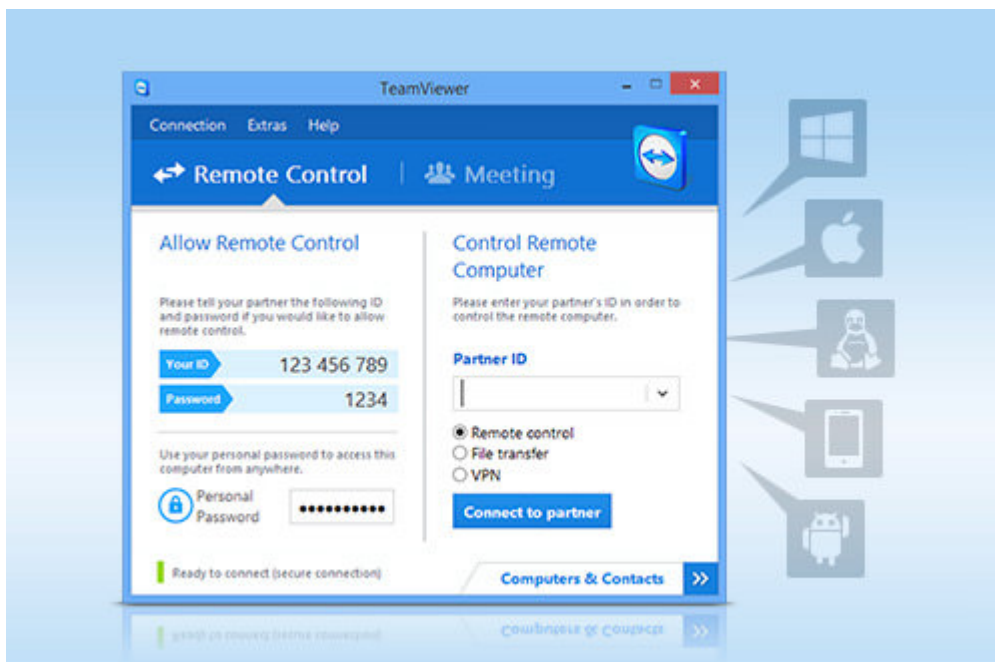 TeamViewer
Connection Extras Help
Remote Control
Meeting
Allow Remote Control
Please tell your partner the following ID
and password if you would like to allow
remote control.
Your ID
123 456 789
Password
1234
Use your personal password to access this
computer from anywhere.
Personal
Password
Control Remote
Computer
Please enter your partner's ID in order to
control the remote computer.
Partner ID
Remote control
File transfer
VPN
Connect to partner
Ready to connect (secure connection)
Computers & Contacts